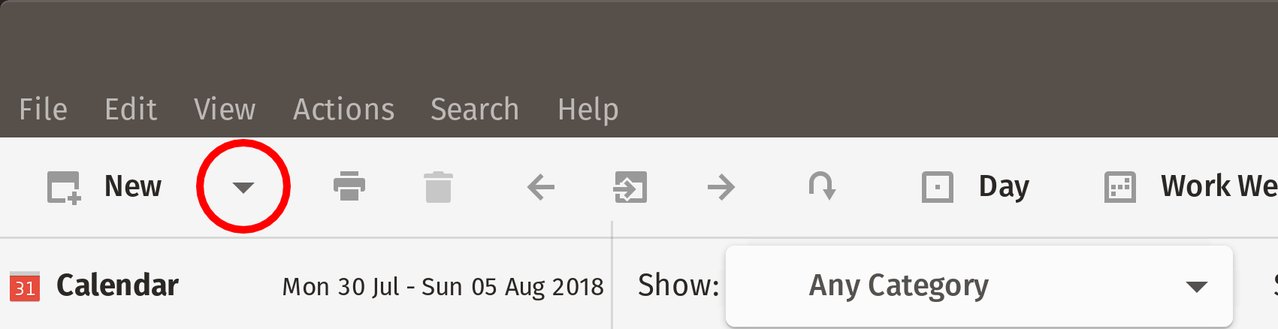 File Edit View Actions Search Help
New Day Work We
31 Calendar Mon 30 Jul - Sun 05 Aug 2018 Show: Any Category